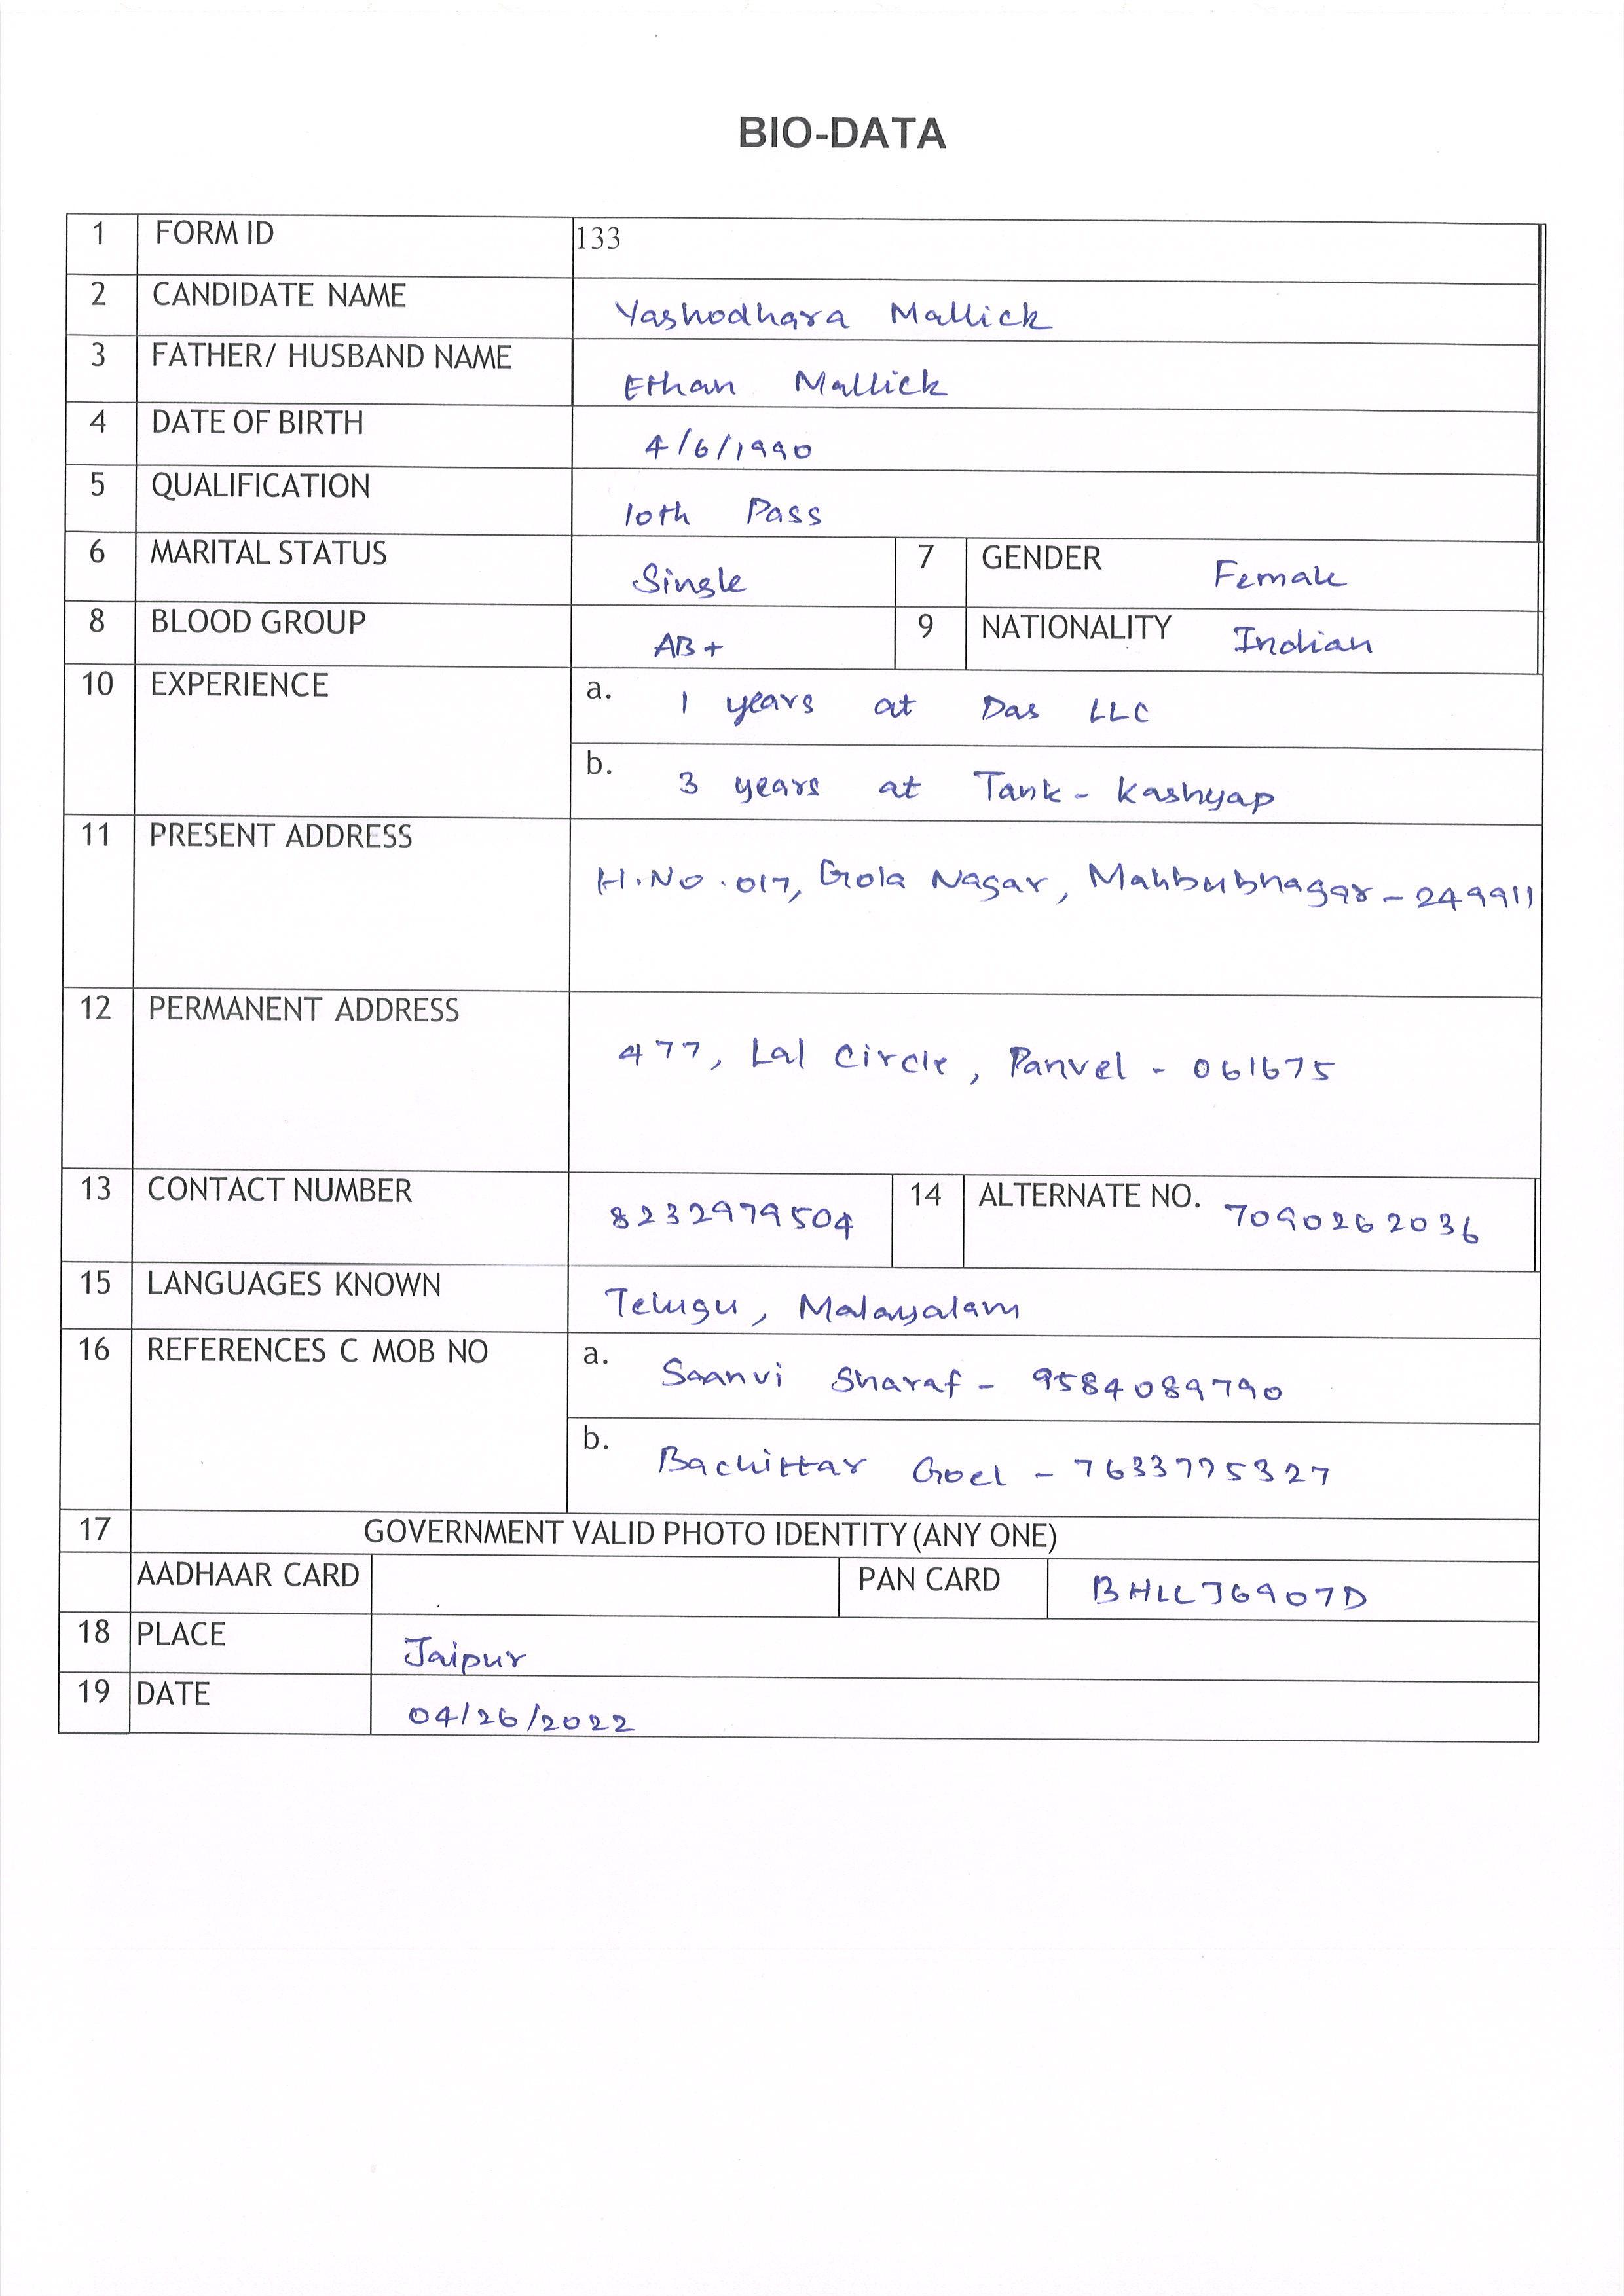 BIO-DATA
1 FORM ID 133
2 CANDIDATE NAME Yashodhara Mallick
3 FATHER/ HUSBAND NAME Ethan Mallick
4 DATE OF BIRTH 4/6/1990
5 QUALIFICATION 10th Pass
6 MARITAL STATUS Single 7 GENDER Female
8 BLOOD GROUP AB+ 9 NATIONALITY Indian
10 EXPERIENCE a. 1 years at Das LLC
b. 3 years at Tank- Kashyap
11 PRESENT ADDRESS
H.No. 017, Gola Nagar, Mahbubnagar - 249911
12 PERMANENT ADDRESS
477, Lal Circle, Panvel - 061675
13 CONTACT NUMBER 8232979504 14 ALTERNATE NO. 7090262036
15 LANGUAGES KNOWN Telugu, Malayalam
16 REFERENCES C MOB NO a. Saanvi Sharaf - 9584089790
b. Bachittar Goel - 7633775327
17 GOVERNMENT VALID PHOTO IDENTITY (ANY ONE)
AADHAAR CARD PAN CARD BHLLJ6907D
18 PLACE Jaipur
19 DATE 04/26/2022